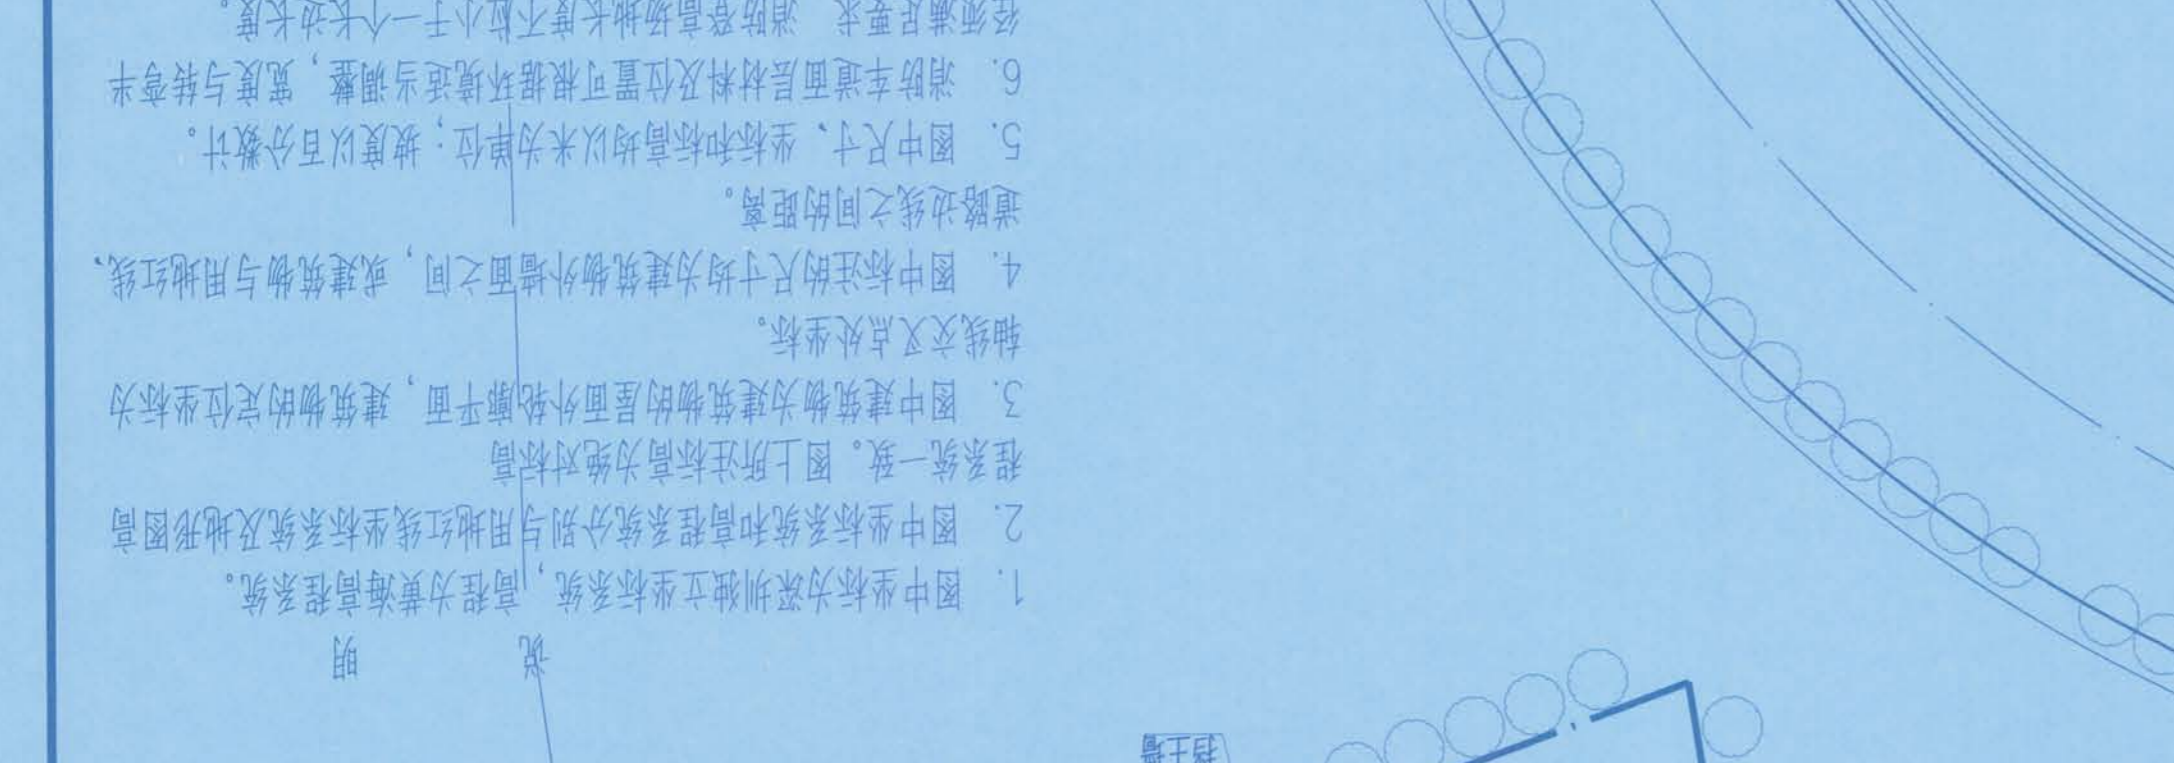 挡土墙
说 明
1. 图中坐标为深圳独立坐标系统,高程为黄海高程系统。
2. 图中坐标系统和高程系统分别与用地红线坐标系统及地形图高
程系统一致。图上所注标高为绝对标高
3. 图中建筑物为建筑物的屋面外轮廓平面,建筑物的定位坐标为
轴线交叉点处坐标。
4. 图中标注的尺寸均为建筑物外墙面之间,或建筑物与用地红线、
道路边线之间的距离。
5. 图中尺寸、坐标和标高均以米为单位;坡度以百分数计。
6. 消防车道面层材料及位置可根据环境适当调整,宽度与转弯半
径须满足要求 消防登高场地长度不应小于一个长边长度。